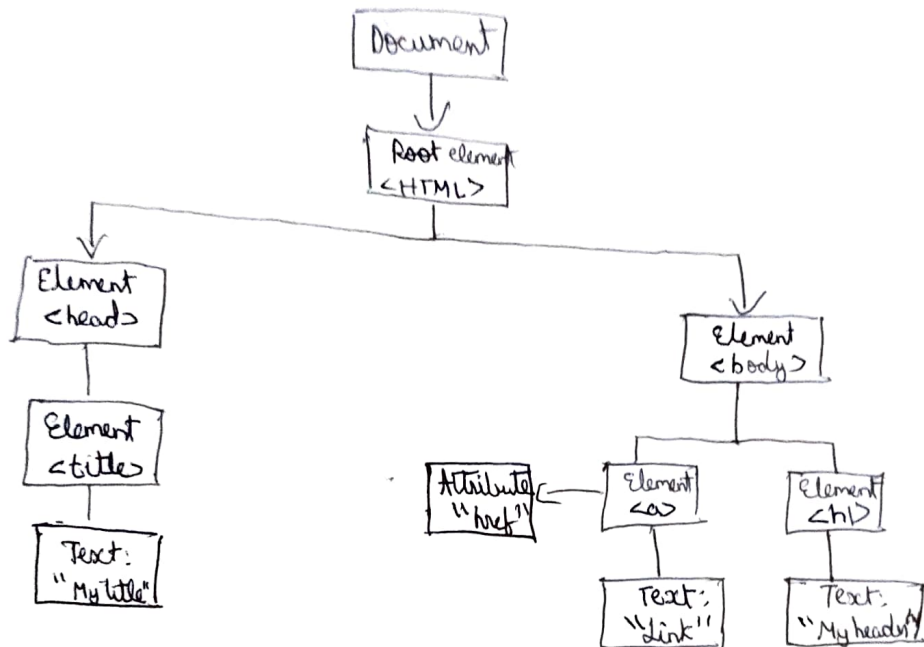 Document
Root element
<HTML>
Element
<head>
Element
<body>
Element
<title>
Attribute
"href"
Element
<a>
Element
<h1>
Text:
"My title"
Text:
"Link"
Text:
"My